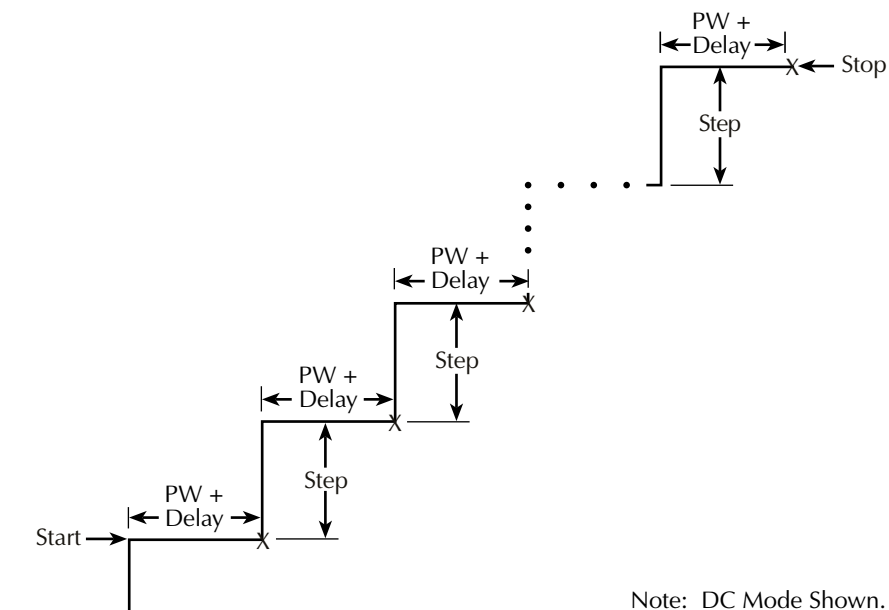 PW +
Delay
Stop
Step
PW +
Delay
X
Step
PW +
Delay
X
Step
PW +
Delay
X
Step
Start
X
X
Note: DC Mode Shown.